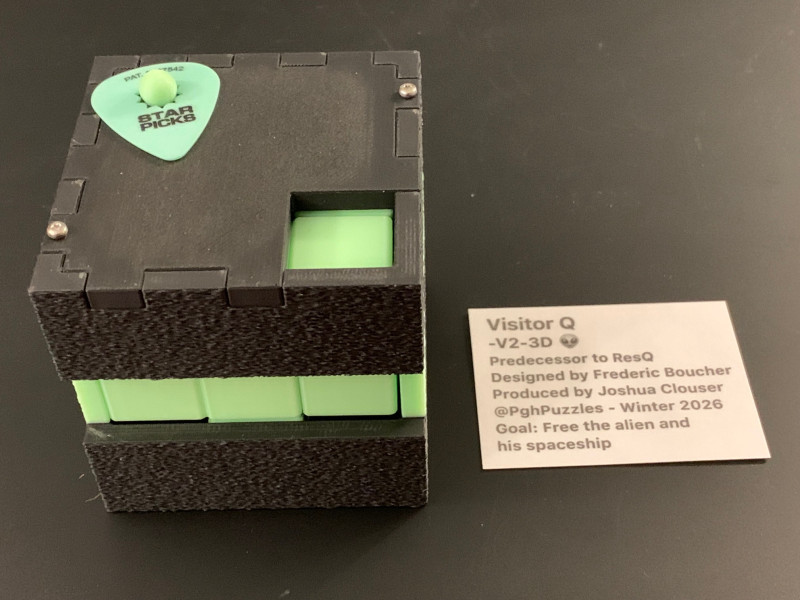 PAT.
STAR
PICKS
Visitor Q
-V2-3D 👽
Predecessor to ResQ
Designed by Frederic Boucher
Produced by Joshua Clouser
@PghPuzzles - Winter 2026
Goal: Free the alien and
his spaceship